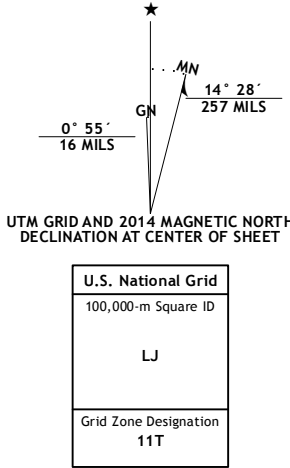 ★
MN
GN
14° 28´
257 MILS
0° 55´
16 MILS
UTM GRID AND 2014 MAGNETIC NORTH
DECLINATION AT CENTER OF SHEET
U.S. National Grid
100,000-m Square ID
LJ
Grid Zone Designation
11T